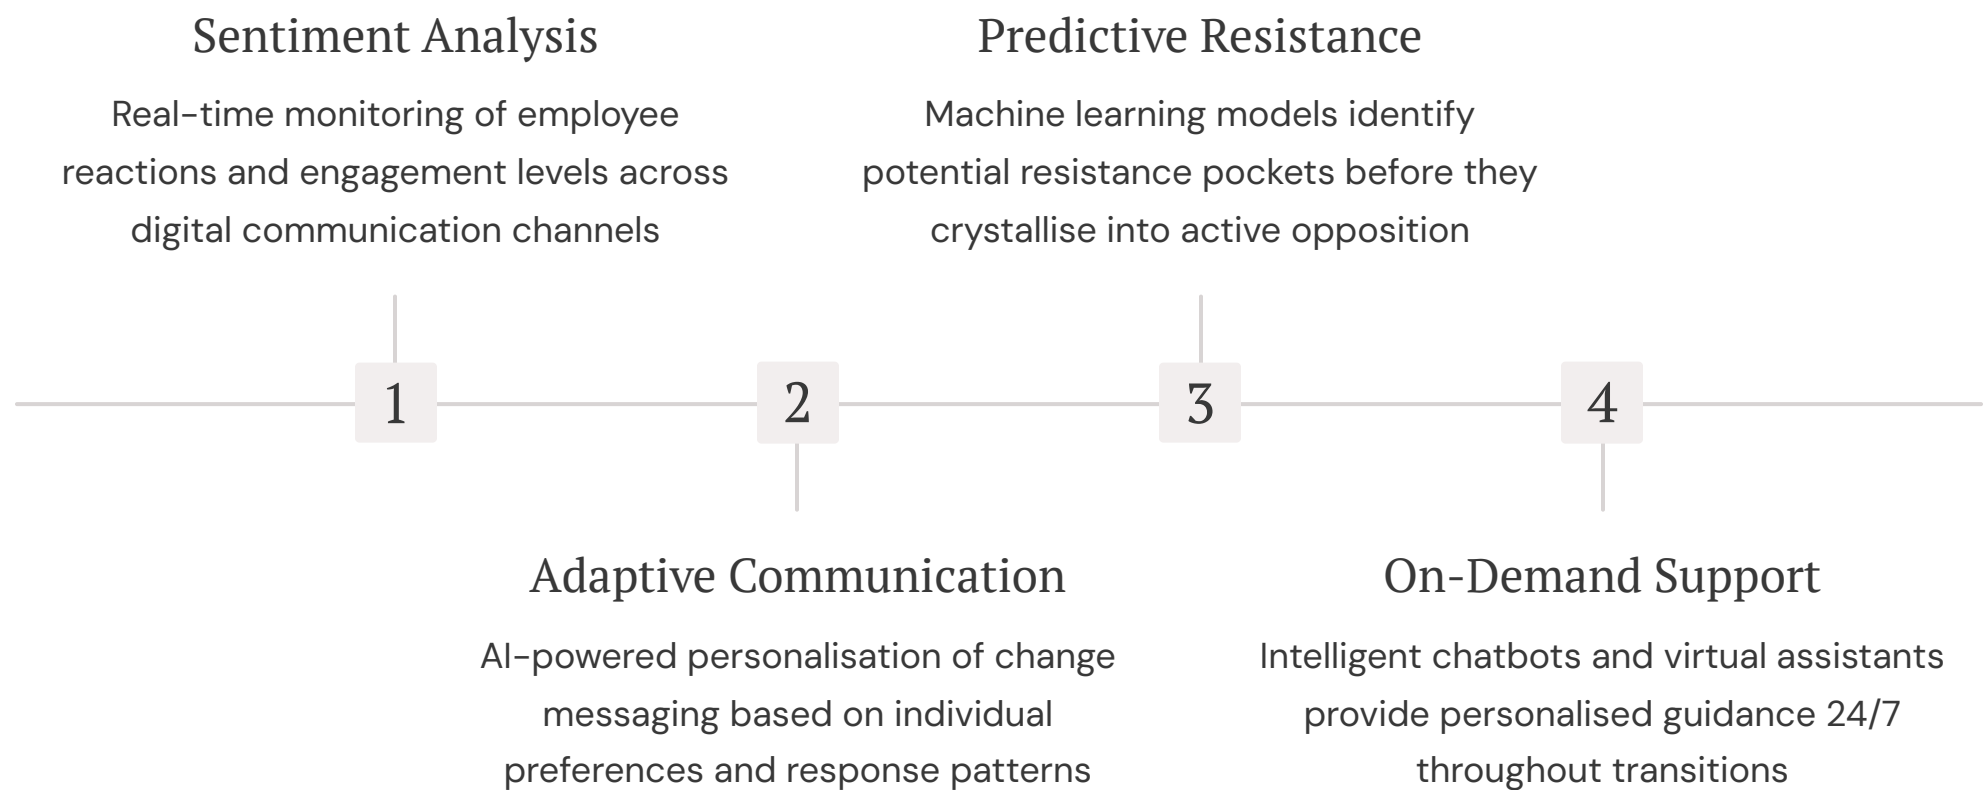 Sentiment Analysis
Real-time monitoring of employee
reactions and engagement levels across
digital communication channels
Predictive Resistance
Machine learning models identify
potential resistance pockets before they
crystallise into active opposition
1
2
3
4
Adaptive Communication
AI-powered personalisation of change
messaging based on individual
preferences and response patterns
On-Demand Support
Intelligent chatbots and virtual assistants
provide personalised guidance 24/7
throughout transitions